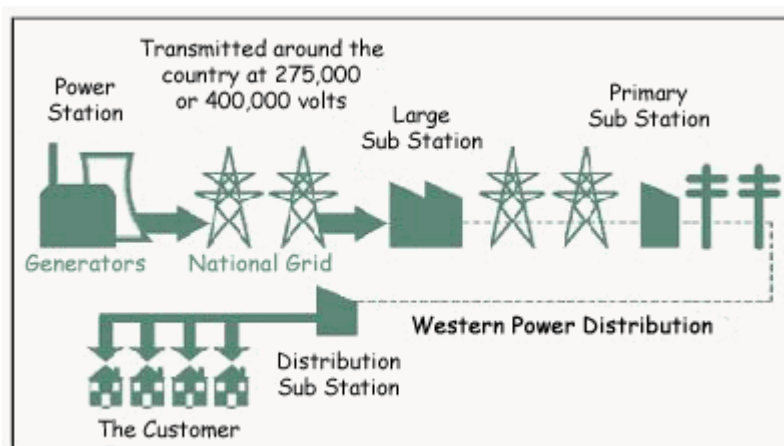 Transmitted around the
country at 275,000
or 400,000 volts
Power
Station
Large
Sub Station
Primary
Sub Station
Generators
National Grid
Western Power Distribution
Distribution
Sub Station
The Customer